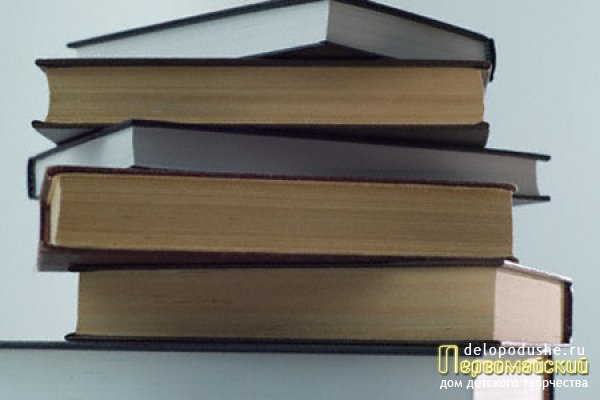 delopodushe.ru
Первомайский
дом детского творчества